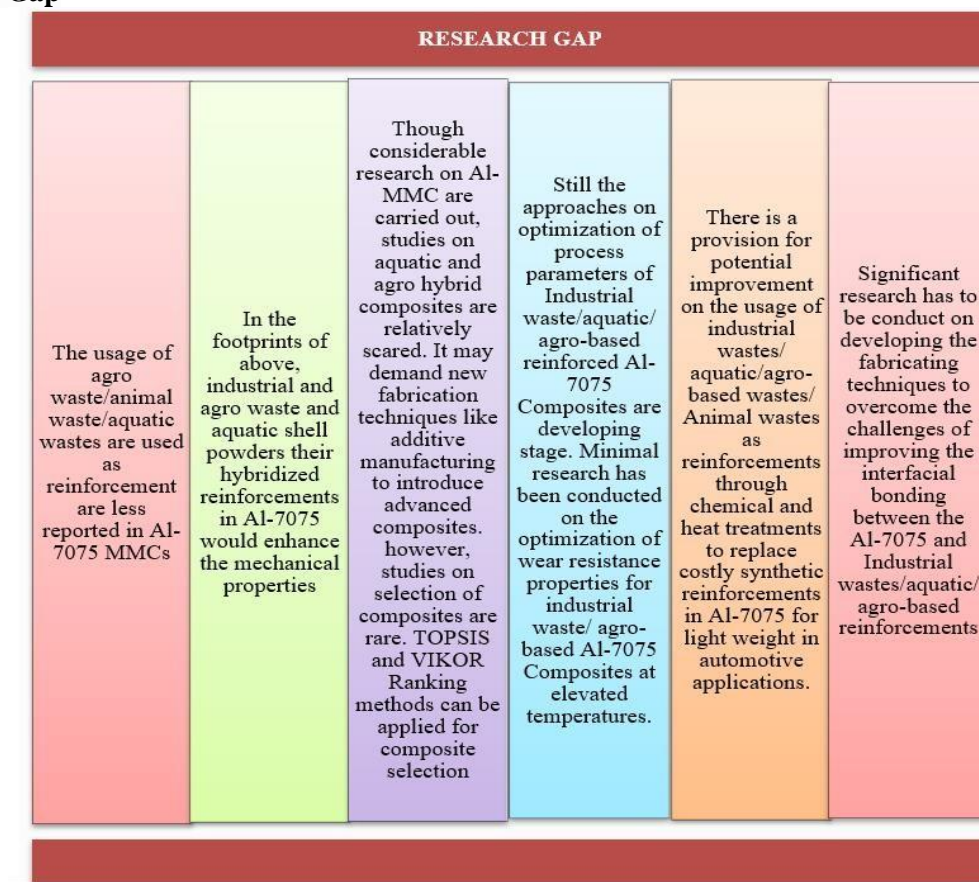 Gap
RESEARCH GAP
The usage of
agro
waste/animal
waste/aquatic
wastes are used
as
reinforcement
are less
reported in Al-
7075 MMCs
In the
footprints of
above,
industrial and
agro waste and
aquatic shell
powders their
hybridized
reinforcements
in Al-7075
would enhance
the mechanical
properties
Though
considerable
research on Al-
MMC are
carried out,
studies on
aquatic and
agro hybrid
composites are
relatively
scared. It may
demand new
fabrication
techniques like
additive
manufacturing
to introduce
advanced
composites.
however,
studies on
selection of
composites are
rare. TOPSIS
and VIKOR
Ranking
methods can be
applied for
composite
selection
Still the
approaches on
optimization of
process
parameters of
Industrial
waste/aquatic/
agro-based
reinforced Al-
7075
Composites are
developing
stage. Minimal
research has
been conducted
on the
optimization of
wear resistance
properties for
industrial
waste/ agro-
based Al-7075
Composites at
elevated
temperatures.
There is a
provision for
potential
improvement
on the usage of
industrial
wastes/
aquatic/agro-
based wastes/
Animal wastes
as
reinforcements
through
chemical and
heat treatments
to replace
costly synthetic
reinforcements
in Al-7075 for
light weight in
automotive
applications.
Significant
research has to
be conduct on
developing the
fabricating
techniques to
overcome the
challenges of
improving the
interfacial
bonding
between the
Al-7075 and
Industrial
wastes/aquatic/
agro-based
reinforcements